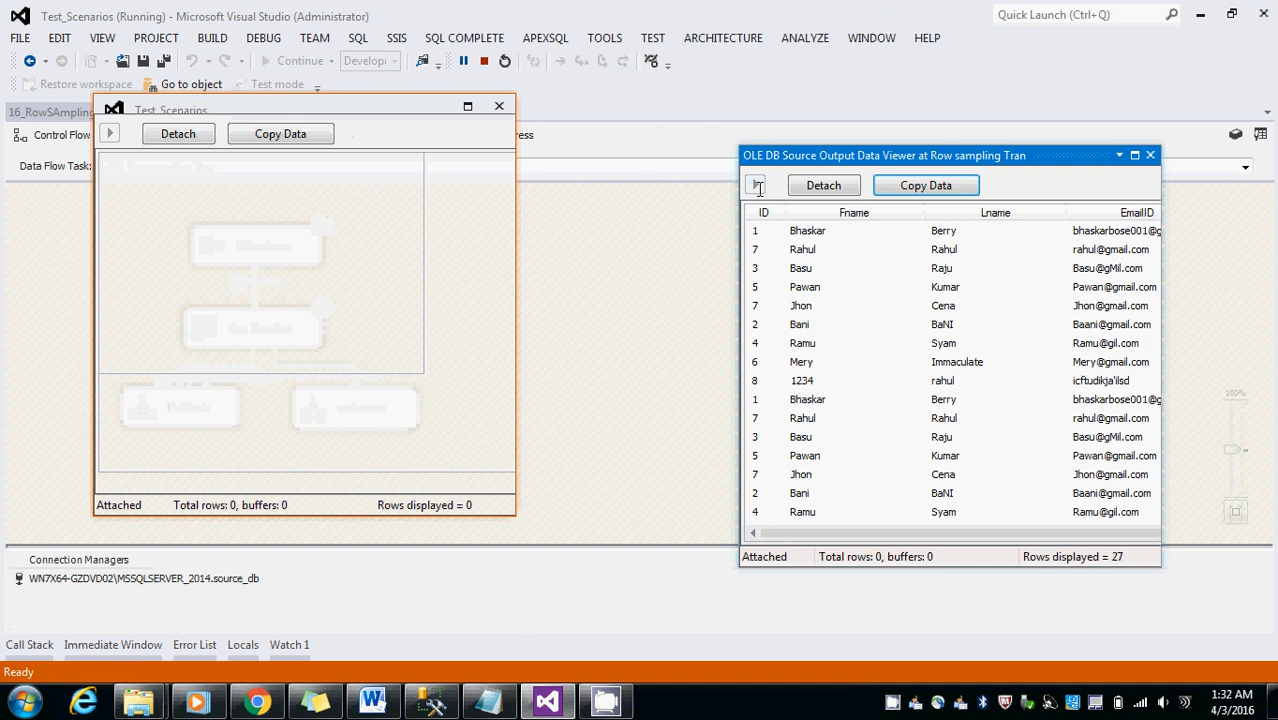 Test_Scenarios (Running) - Microsoft Visual Studio (Administrator)
Quick Launch (Ctrl+Q)
FILE EDIT VIEW PROJECT BUILD DEBUG TEAM SQL SSIS SQL COMPLETE APEXSQL TOOLS TEST ARCHITECTURE ANALYZE WINDOW HELP
Continue Developi
Restore workspace Go to object Test mode
16_RowSAmpling
Test_Scenarios
Control Flow
Detach Copy Data
ress
Data Flow Task:
Attached Total rows: 0, buffers: 0 Rows displayed = 0
OLE DB Source Output Data Viewer at Row sampling Tran
Detach Copy Data
ID Fname Lname EmailID
1 Bhaskar Berry bhaskarbose001@g
7 Rahul Rahul rahul@gmail.com
3 Basu Raju Basu@gMil.com
5 Pawan Kumar Pawan@gmail.com
7 Jhon Cena Jhon@gmail.com
2 Bani BaNI Baani@gmail.com
4 Ramu Syam Ramu@gil.com
6 Mery Immaculate Mery@gmail.com
8 1234 rahul icftudikja'ilsd
1 Bhaskar Berry bhaskarbose001@g
7 Rahul Rahul rahul@gmail.com
3 Basu Raju Basu@gMil.com
5 Pawan Kumar Pawan@gmail.com
7 Jhon Cena Jhon@gmail.com
2 Bani BaNI Baani@gmail.com
4 Ramu Syam Ramu@gil.com
Attached Total rows: 0, buffers: 0 Rows displayed = 27
100%
Connection Managers
WN7X64-GZDVD02\MSSQLSERVER_2014.source_db
Call Stack Immediate Window Error List Locals Watch 1
Ready
1:32 AM
4/3/2016